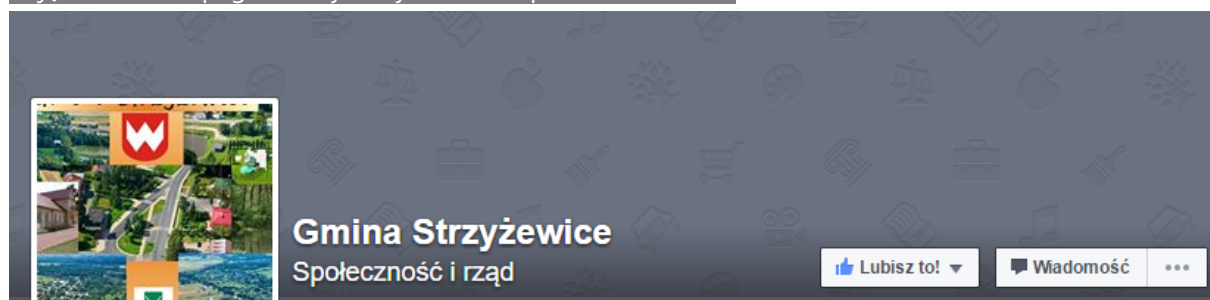 Gmina Strzyżewice
Społeczność i rząd
Lubisz to!
Wiadomość